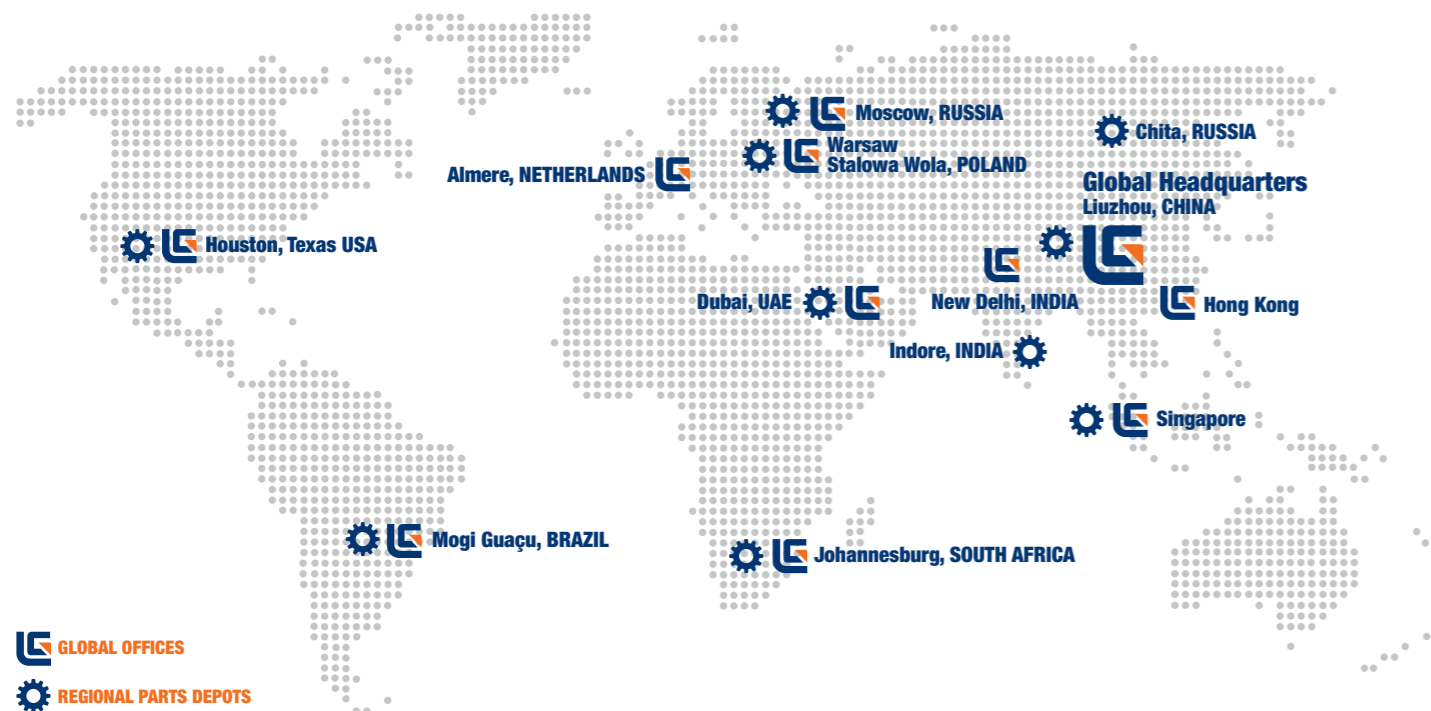 Moscow, RUSSIA
Chita, RUSSIA
Warsaw
Stalowa Wola, POLAND
Almere, NETHERLANDS
Global Headquarters
Liuzhou, CHINA
Houston, Texas USA
Dubai, UAE
New Delhi, INDIA
Hong Kong
Indore, INDIA
Singapore
Mogi Guaçu, BRAZIL
Johannesburg, SOUTH AFRICA
GLOBAL OFFICES
REGIONAL PARTS DEPOTS